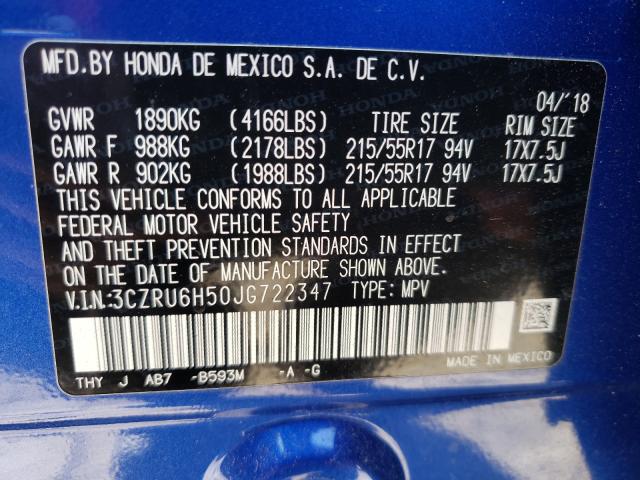 MFD.BY HONDA DE MEXICO S.A. DE C.V.
04/'18
GVWR 1890KG (4166LBS) TIRE SIZE RIM SIZE
GAWR F 988KG (2178LBS) 215/55R17 94V 17X7.5J
GAWR R 902KG (1988LBS) 215/55R17 94V 17X7.5J
THIS VEHICLE CONFORMS TO ALL APPLICABLE
FEDERAL MOTOR VEHICLE SAFETY
AND THEFT PREVENTION STANDARDS IN EFFECT
ON THE DATE OF MANUFACTURE SHOWN ABOVE.
V.I.N:3CZRU6H50JG722347 TYPE: MPV
MADE IN MEXICO
THY J AB7 -B593M -A -G